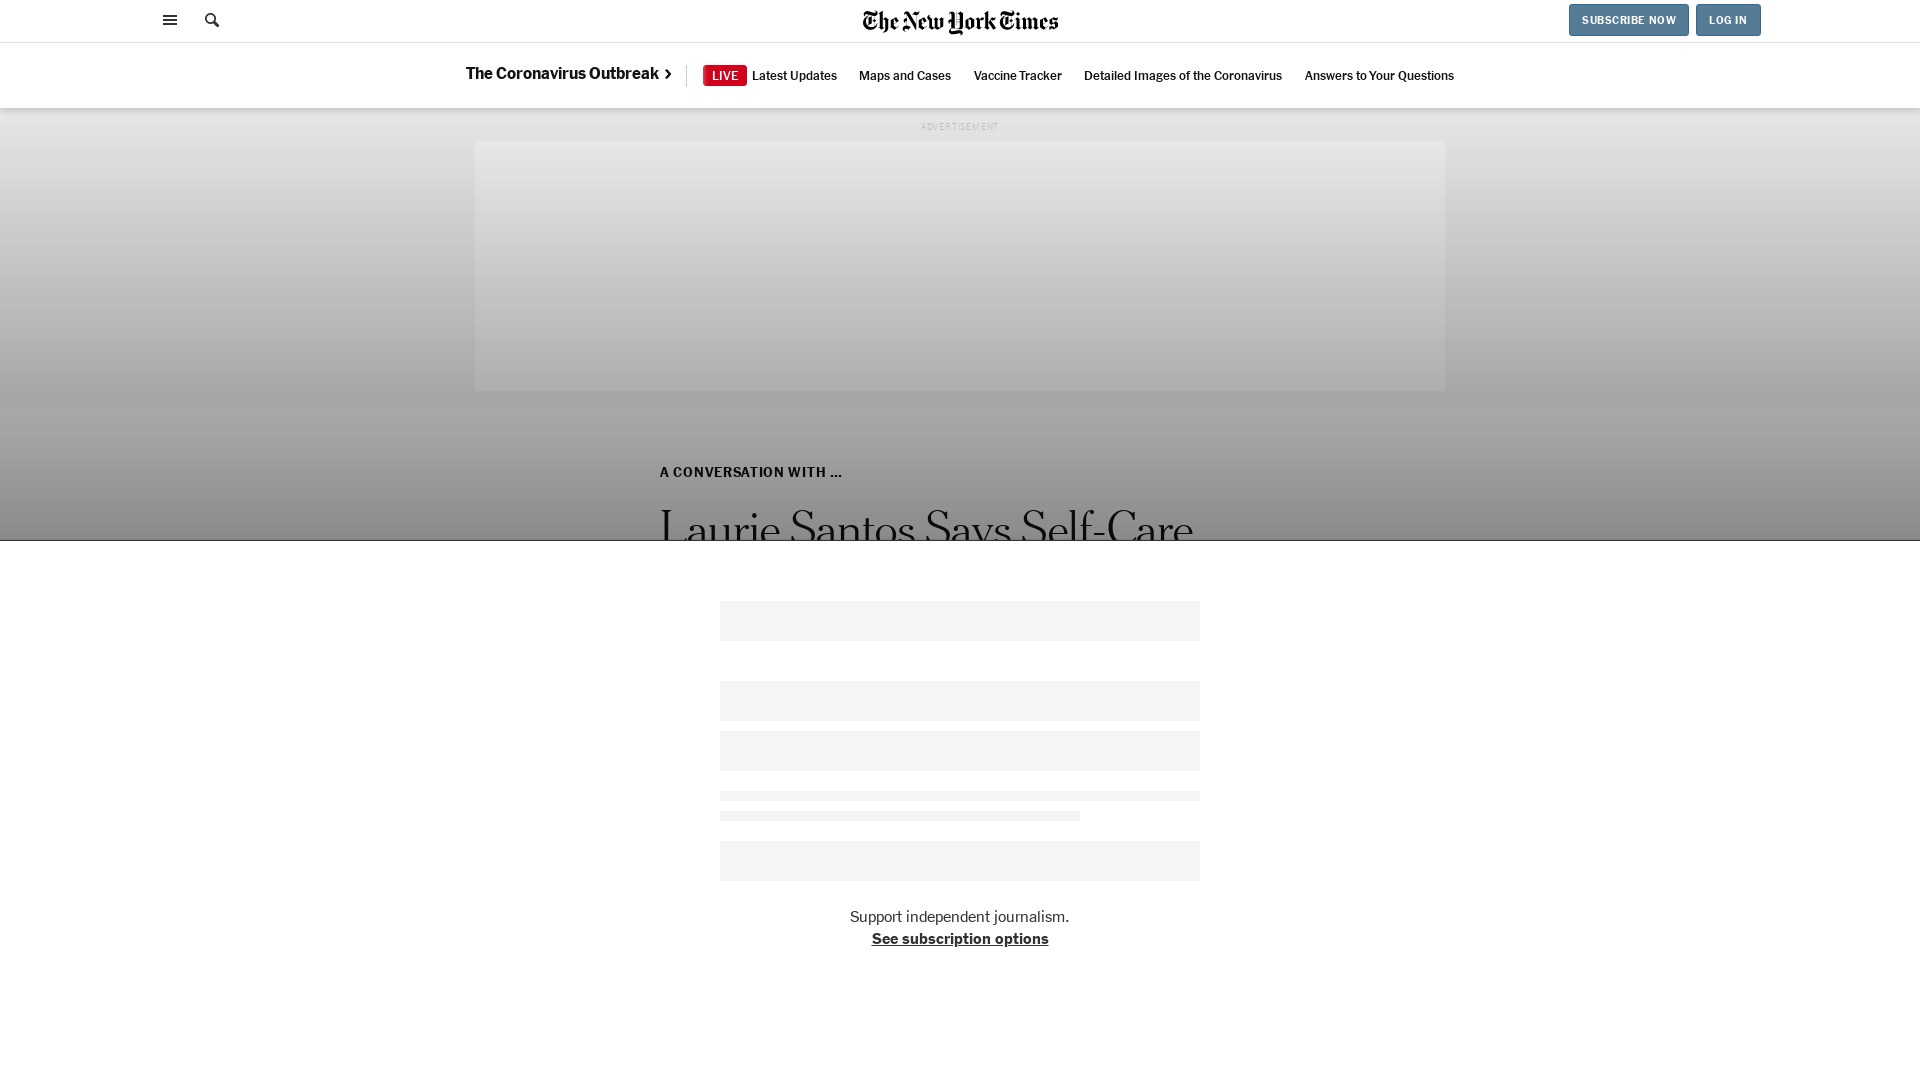 The New York Times
SUBSCRIBE NOW
LOG IN
The Coronavirus Outbreak
LIVE Latest Updates
Maps and Cases
Vaccine Tracker
Detailed Images of the Coronavirus
Answers to Your Questions
ADVERTISEMENT
A CONVERSATION WITH …
Laurie Santos Says Self-Care
Support independent journalism.
See subscription options